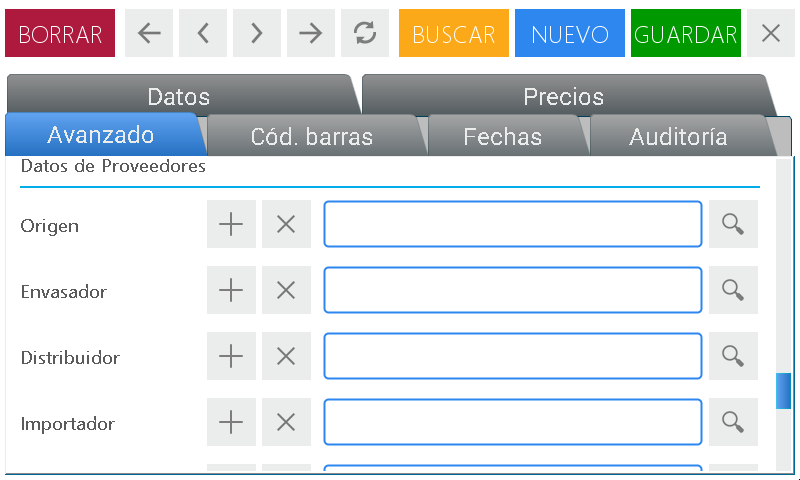 BORRAR BUSCAR NUEVO GUARDAR
Datos Precios
Avanzado Cód. barras Fechas Auditoría
Datos de Proveedores
Origen
Envasador
Distribuidor
Importador